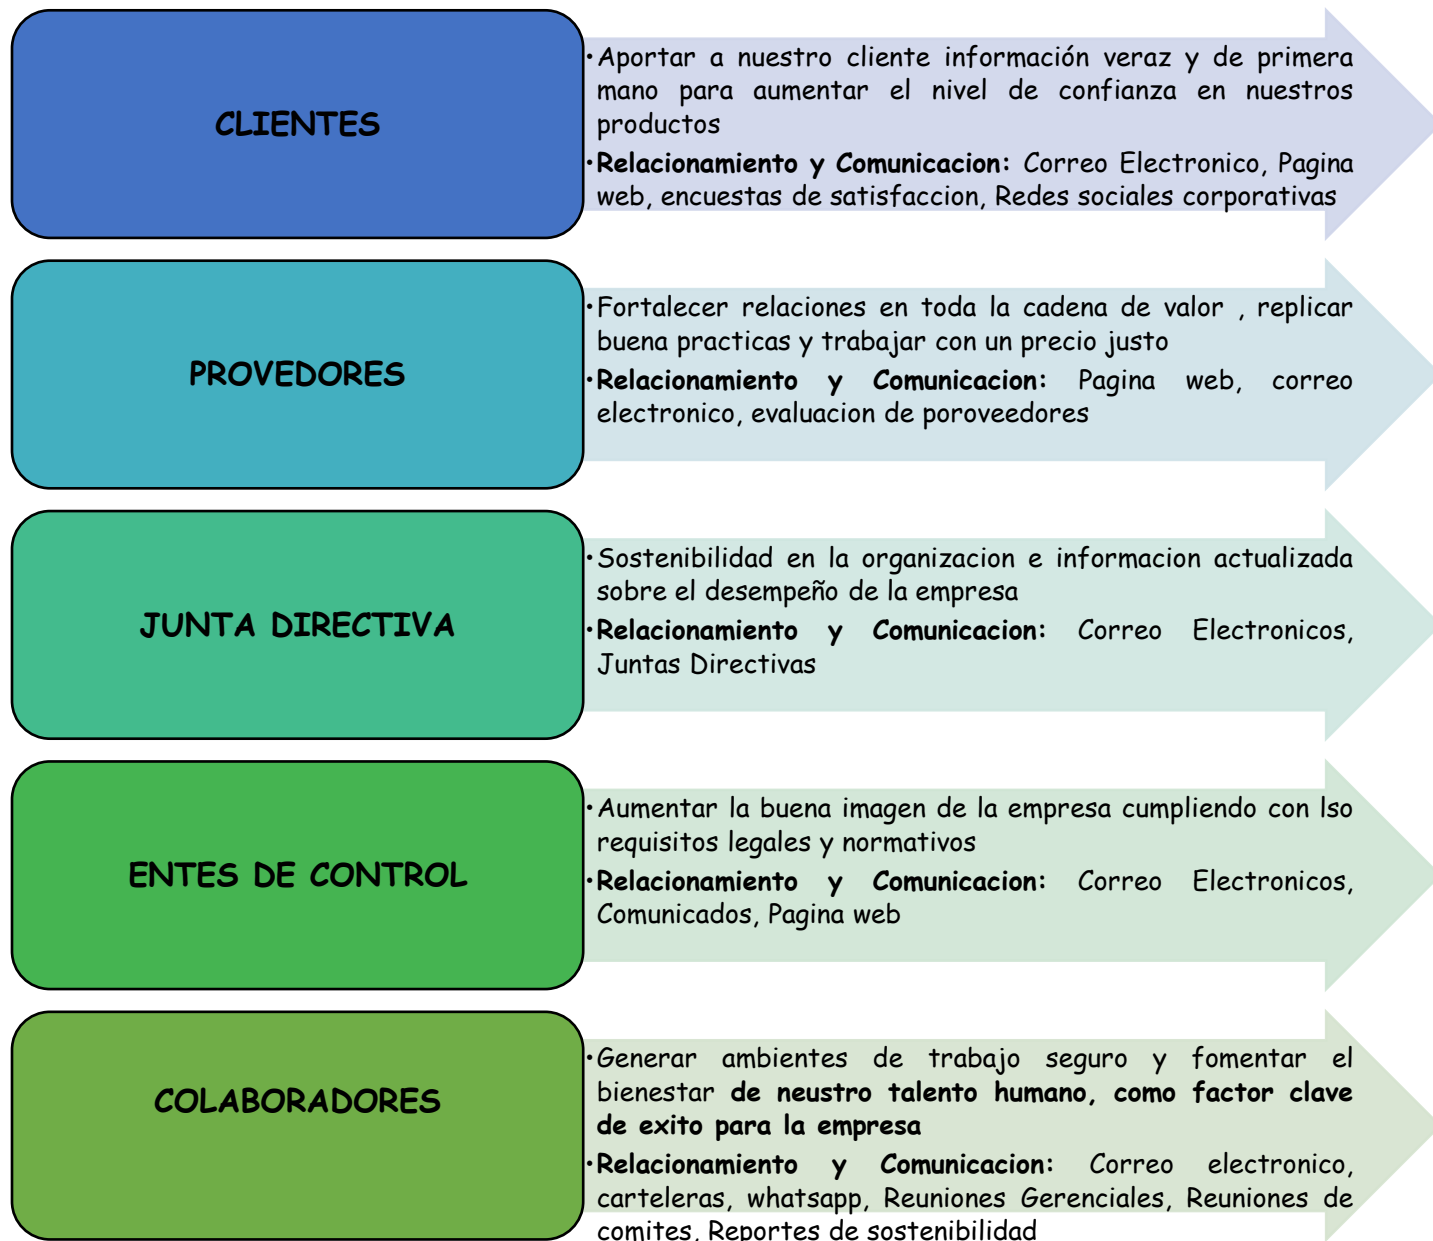 CLIENTES
•Aportar a nuestro cliente información veraz y de primera
mano para aumentar el nivel de confianza en nuestros
productos
•Relacionamiento y Comunicacion: Correo Electronico, Pagina
web, encuestas de satisfaccion, Redes sociales corporativas
PROVEDORES
•Fortalecer relaciones en toda la cadena de valor , replicar
buena practicas y trabajar con un precio justo
•Relacionamiento y Comunicacion: Pagina web, correo
electronico, evaluacion de poroveedores
JUNTA DIRECTIVA
•Sostenibilidad en la organizacion e informacion actualizada
sobre el desempeño de la empresa
•Relacionamiento y Comunicacion: Correo Electronicos,
Juntas Directivas
ENTES DE CONTROL
•Aumentar la buena imagen de la empresa cumpliendo con lso
requisitos legales y normativos
•Relacionamiento y Comunicacion: Correo Electronicos,
Comunicados, Pagina web
COLABORADORES
•Generar ambientes de trabajo seguro y fomentar el
bienestar de neustro talento humano, como factor clave
de exito para la empresa
•Relacionamiento y Comunicacion: Correo electronico,
carteleras, whatsapp, Reuniones Gerenciales, Reuniones de
comites, Reportes de sostenibilidad